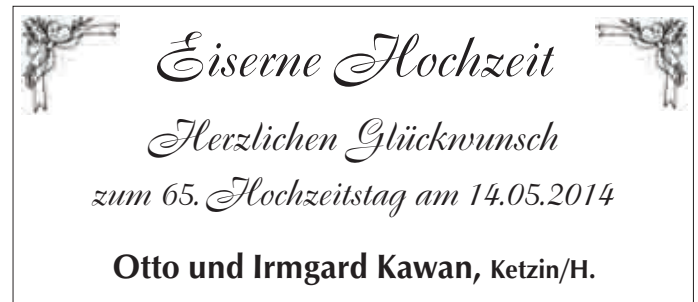 Eiserne Hochzeit
Herzlichen Glückwunsch
zum 65. Hochzeitstag am 14.05.2014
Otto und Irmgard Kawan, Ketzin/H.